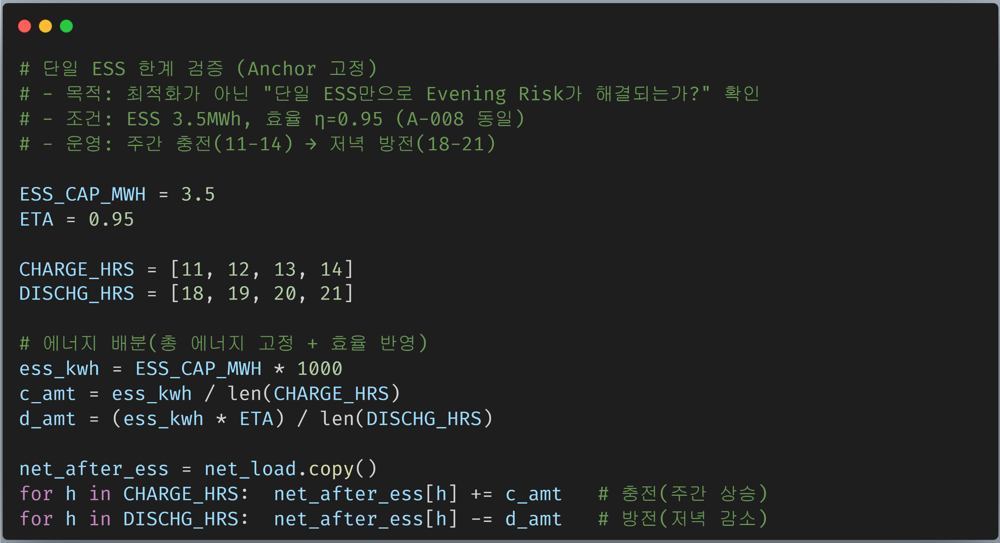 # 단일 ESS 한계 검증 (Anchor 고정)
# - 목적: 최적화가 아닌 "단일 ESS만으로 Evening Risk가 해결되는가?" 확인
# - 조건: ESS 3.5MWh, 효율 η=0.95 (A-008 동일)
# - 운영: 주간 충전(11-14) → 저녁 방전(18-21)
ESS_CAP_MWH = 3.5
ETA = 0.95
CHARGE_HRS = [11, 12, 13, 14]
DISCHG_HRS = [18, 19, 20, 21]
# 에너지 배분(총 에너지 고정 + 효율 반영)
ess_kwh = ESS_CAP_MWH * 1000
c_amt = ess_kwh / len(CHARGE_HRS)
d_amt = (ess_kwh * ETA) / len(DISCHG_HRS)
net_after_ess = net_load.copy()
for h in CHARGE_HRS:  net_after_ess[h] += c_amt   # 충전(주간 상승)
for h in DISCHG_HRS:  net_after_ess[h] -= d_amt   # 방전(저녁 감소)